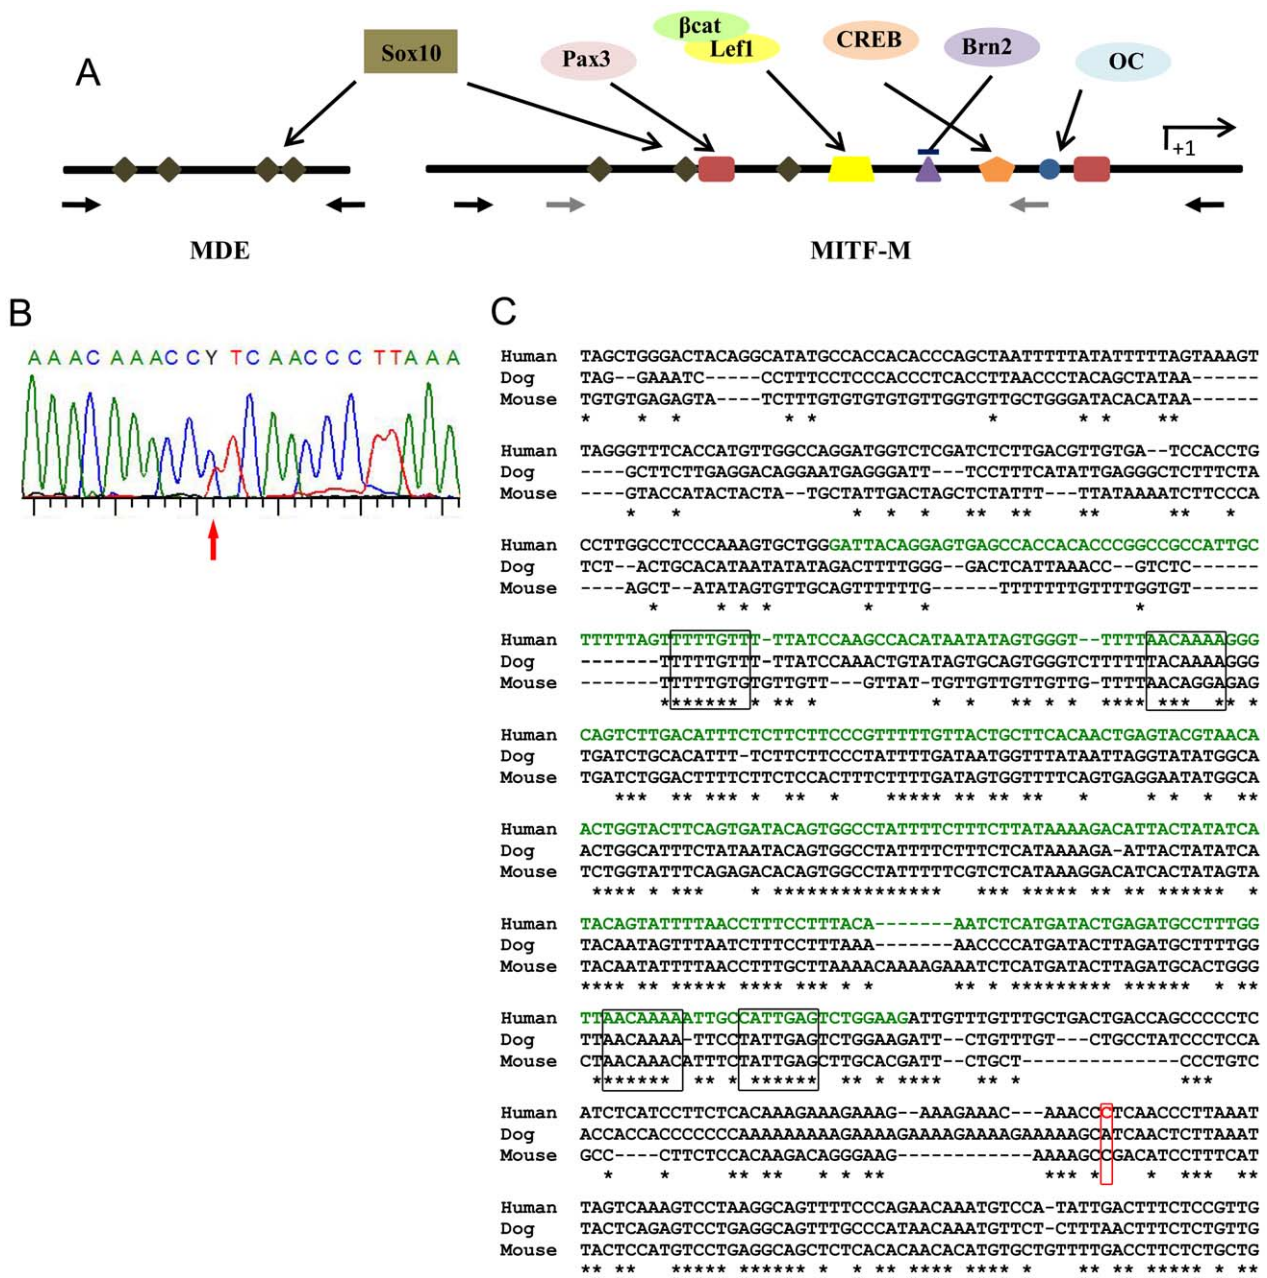 A
Sox10
Pax3
βcat
Lef1
CREB
Brn2
OC
+1
MDE
MITF-M
B
AAACAAACCYTCAACCCTTAAA
C
Human TAGCTGGGACTACAGGCATATGCCACCACACCCAGCTAATTTTTATATTTTTAGTAAAGT
Dog TAG--GAAATC-----CCTTTCCTCCCACCCTCACCTTAACCCTACAGCTATAA------
Mouse TGTGTGAGAGTA----TCTTTGTGTGTGTGTTGGTGTTGCTGGGATACACATAA------
* * * * * * * * **
Human TAGGGTTTCACCATGTTGGCCAGGATGGTCTCGATCTCTTGACGTTGTGA--TCCACCTG
Dog ----GCTTCTTGAGGACAGGAATGAGGGATT---TCCTTTCATATTGAGGGCTCTTTCTA
Mouse ----GTACCATACTACTA--TGCTATTGACTAGCTCTATTT---TTATAAAATCTTCCCA
* * * * * ** ** ** ** *
Human CCTTGGCCTCCCAAAGTGCTGGGATTACAGGAGTGAGCCACCACACCCGGCCGCCATTGC
Dog TCT--ACTGCACATAATATATAGACTTTTGGG--GACTCATTAAACC--GTCTC------
Mouse ----AGCT--ATATAGTGTTGCAGTTTTTTG------TTTTTTTGTTTTGGTGT------
* * * * * * *
Human TTTTTAGTTTTTGTTT-TTATCCAAGCCACATAATATAGTGGGT--TTTTAACAAAAGGG
Dog -------TTTTTGTTT-TTATCCAAACTGTATAGTGCAGTGGGTCTTTTTTACAAAAGGG
Mouse -------TTTTTGTGTGTTGTT---GTTAT-TGTTGTTGTTGTTG-TTTTAACAGGAGAG
******* * ** * * * ** * * **** *** ** *
Human CAGTCTTGACATTTCTCTTCTTCCCGTTTTTGTTACTGCTTCACAACTGAGTACGTAACA
Dog TGATCTGCACATTT-TCTTCTTCCCTATTTTGATAATGGTTTATAATTAGGTATATGGCA
Mouse TGATCTGGACTTTTCTTCTCCACTTTCTTTTGATAGTGGTTTTCAGTGAGGAATATGGCA
*** ** *** * ** * ***** ** ** ** * * * * **
Human ACTGGTACTTCAGTGATACAGTGGCCTATTTTCTTTCTTATAAAAGACATTACTATATCA
Dog ACTGGCATTTCTATAATACAGTGGCCTATTTTCTTTCTCATAAAAGA-ATTACTATATCA
Mouse TCTGGTATTTCAGAGACACAGTGGCCTATTTTTCGTCTCATAAAGGACATCACTATAGTA
**** * *** * *************** *** ***** ** ** ****** *
Human TACAGTATTTTAACCTTTCCTTTACA-------AATCTCATGATACTGAGATGCCTTTGG
Dog TACAATAGTTTAATCTTTCCTTTAAA-------AACCCCATGATACTTAGATGCTTTTGG
Mouse TACAATATTTTAACCTTTGCTTAAAACAAAAGAAATCTCATGATACTTAGATGCACTGGG
**** ** ***** **** *** * * ** * ********* ****** * **
Human TTAACAAAAATTGCCATTGAGTCTGGAAGATTGTTTGTTTGCTGACTGACCAGCCCCCTC
Dog TTAACAAAA-TTCCTATTGAGTCTGGAAGATT--CTGTTTGT---CTGCCTATCCCTCCA
Mouse CTAACAAACATTTCTATTGAGCTTGCACGATT--CTGCT--------------CCCTGTC
******* ** * ****** ** * **** ** * ***
Human ATCTCATCCTTCTCACAAAGAAAGAAAG--AAAGAAAC---AAACCCTCAACCCTTAAAT
Dog ACCACCACCCCCCCAAAAAAAAAGAAAAGAAAAGAAAAGAAAAAGCATCAACTCTTAAAT
Mouse GCC----CTTCTCCACAAGACAGGGAAG------------AAAAGCCGACATCCTTTCAT
* * ** ** * * ** *** * * *** **
Human TAGTCAAAGTCCTAAGGCAGTTTTCCCAGAACAAATGTCCA-TATTGACTTTCTCCGTTG
Dog TACTCAGAGTCCTGAGGCAGTTTGCCCATAACAAATGTTCT-CTTTAACTTTCTCTGTTG
Mouse TACTCCATGTCCTGAGGCAGCTCTCACACAACACATGTGCTGTTTTGACCTTCTCTGCTG
** ** ***** ****** * * ** **** **** * ** ** ***** * **